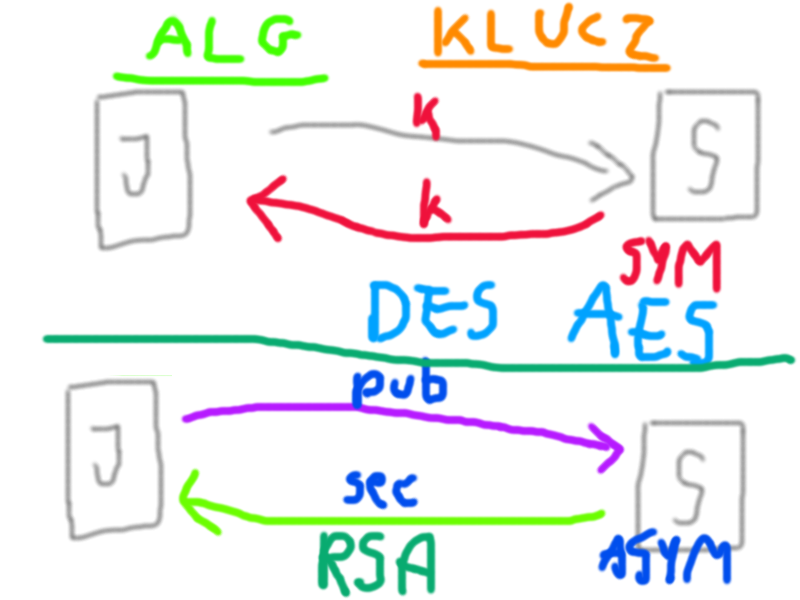 ALG KLUCZ
J k S
k
SYM
DES AES
pub
J S
sec
RSA ASYM